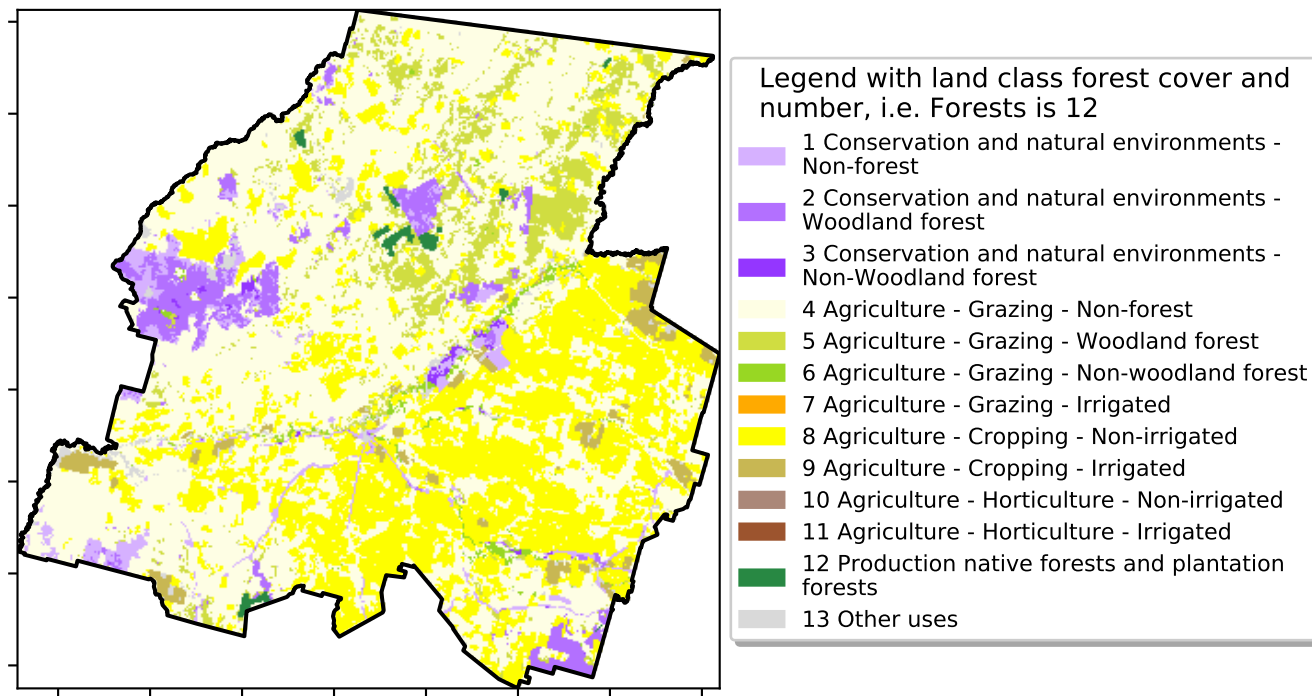 Legend with land class forest cover and
number, i.e. Forests is 12
1 Conservation and natural environments -
Non-forest
2 Conservation and natural environments -
Woodland forest
3 Conservation and natural environments -
Non-Woodland forest
4 Agriculture - Grazing - Non-forest
5 Agriculture - Grazing - Woodland forest
6 Agriculture - Grazing - Non-woodland forest
7 Agriculture - Grazing - Irrigated
8 Agriculture - Cropping - Non-irrigated
9 Agriculture - Cropping - Irrigated
10 Agriculture - Horticulture - Non-irrigated
11 Agriculture - Horticulture - Irrigated
12 Production native forests and plantation
forests
13 Other uses